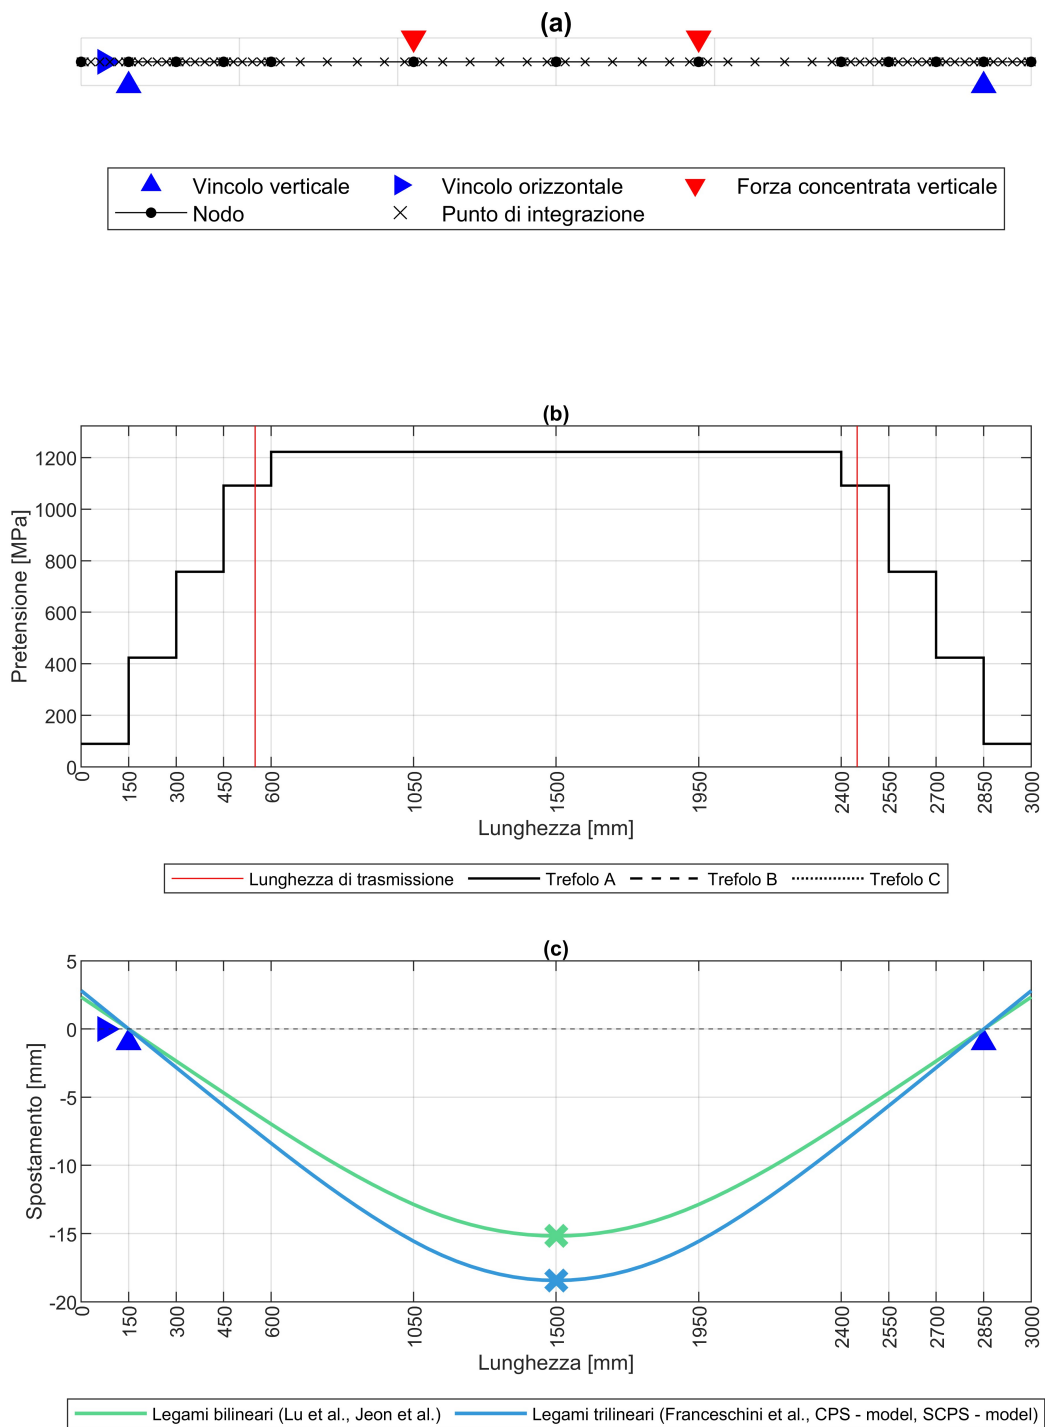 (a)
Vincolo verticale
Vincolo orizzontale
Forza concentrata verticale
Nodo
Punto di integrazione
(b)
Pretensione [MPa]
1200
1000
800
600
400
200
0
0 150 300 450 600 1050 1500 1950 2400 2550 2700 2850 3000
Lunghezza [mm]
Lunghezza di trasmissione
Trefolo A
Trefolo B
Trefolo C
(c)
Spostamento [mm]
5
0
-5
-10
-15
-20
0 150 300 450 600 1050 1500 1950 2400 2550 2700 2850 3000
Lunghezza [mm]
Legami bilineari (Lu et al., Jeon et al.)
Legami trilineari (Franceschini et al., CPS - model, SCPS - model)